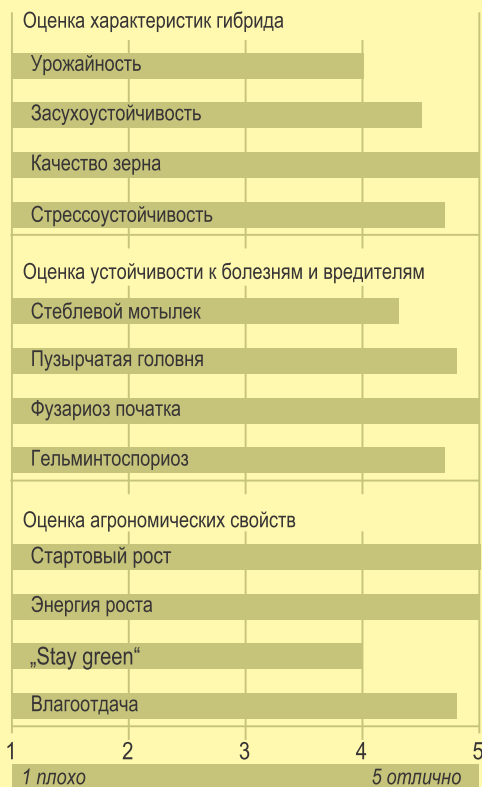 Оценка характеристик гибрида
Урожайность
Засухоустойчивость
Качество зерна
Стрессоустойчивость
Оценка устойчивости к болезням и вредителям
Стеблевой мотылек
Пузырчатая головня
Фузариоз початка
Гельминтоспориоз
Оценка агрономических свойств
Стартовый рост
Энергия роста
„Stay green“
Влагоотдача
1 2 3 4 5
1 плохо 5 отлично